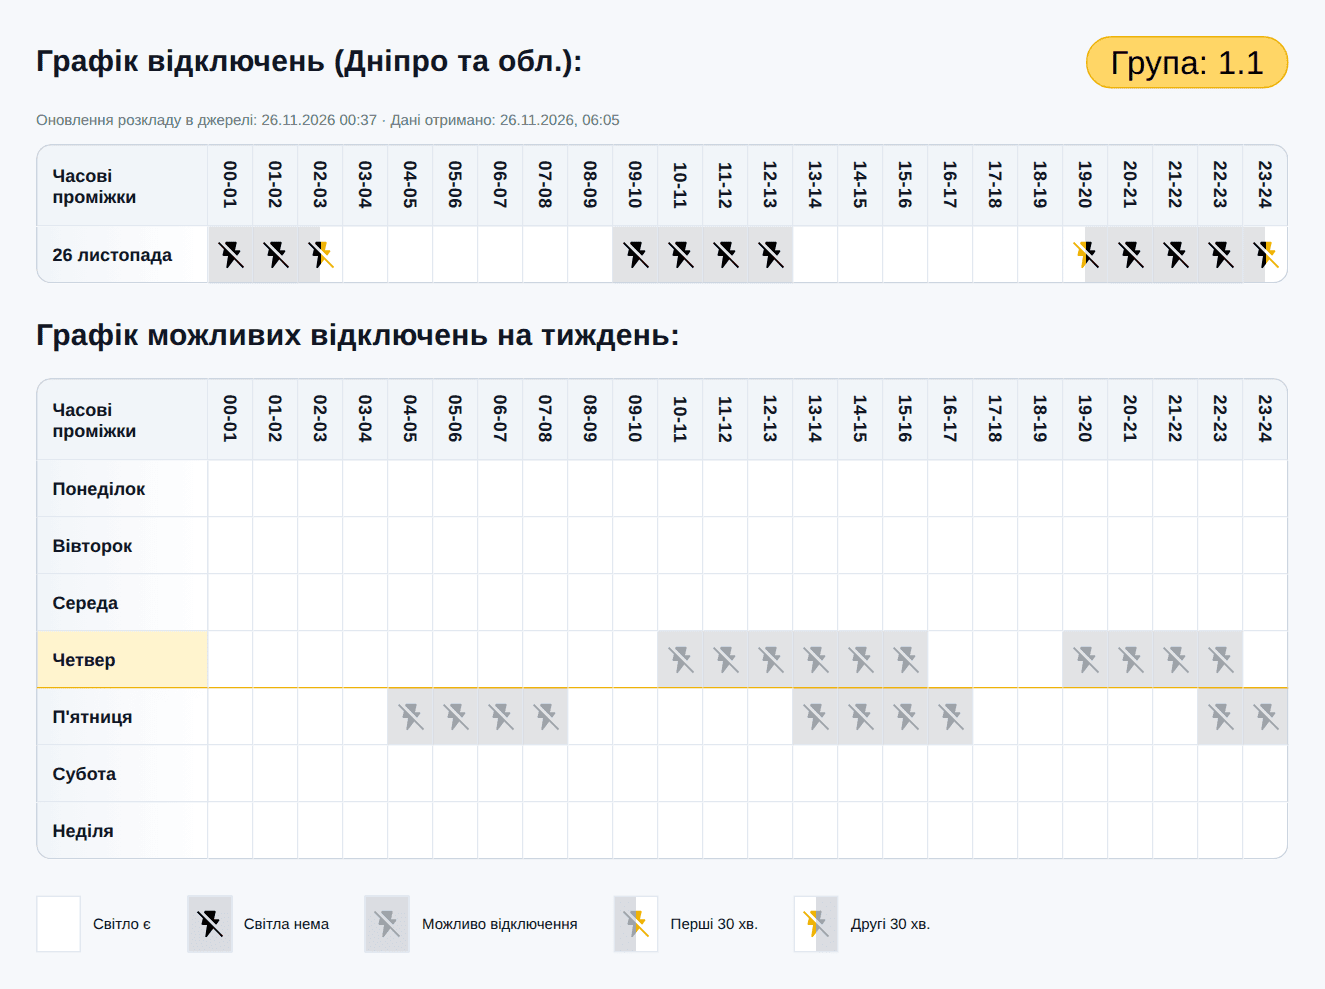 Графік відключень (Дніпро та обл.):
Група: 1.1
Оновлення розкладу в джерелі: 26.11.2026 00:37 · Дані отримано: 26.11.2026, 06:05
Часові проміжки 00-01 01-02 02-03 03-04 04-05 05-06 06-07 07-08 08-09 09-10 10-11 11-12 12-13 13-14 14-15 15-16 16-17 17-18 18-19 19-20 20-21 21-22 22-23 23-24
26 листопада
Графік можливих відключень на тиждень:
Часові проміжки 00-01 01-02 02-03 03-04 04-05 05-06 06-07 07-08 08-09 09-10 10-11 11-12 12-13 13-14 14-15 15-16 16-17 17-18 18-19 19-20 20-21 21-22 22-23 23-24
Понеділок
Вівторок
Середа
Четвер
П'ятниця
Субота
Неділя
Світло є Світла нема Можливо відключення Перші 30 хв. Другі 30 хв.